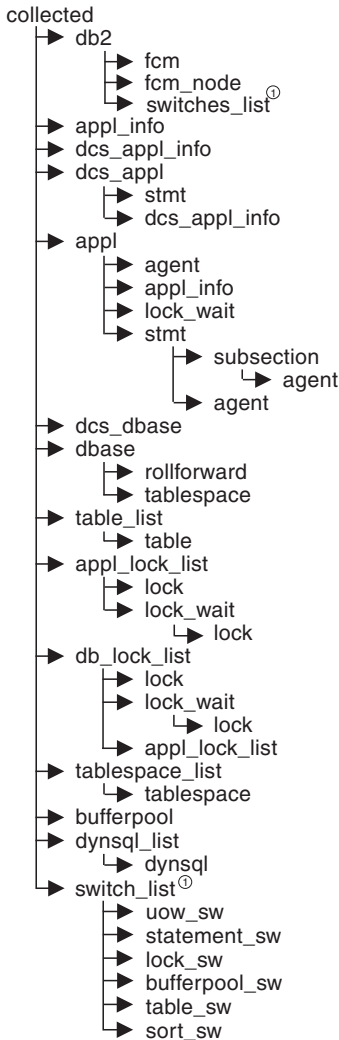 collected
db2
fcm
fcm_node
switches_list①
appl_info
dcs_appl_info
dcs_appl
stmt
dcs_appl_info
appl
agent
appl_info
lock_wait
stmt
subsection
agent
agent
dcs_dbase
dbase
rollforward
tablespace
table_list
table
appl_lock_list
lock
lock_wait
lock
db_lock_list
lock
lock_wait
lock
appl_lock_list
tablespace_list
tablespace
bufferpool
dynsql_list
dynsql
switch_list①
uow_sw
statement_sw
lock_sw
bufferpool_sw
table_sw
sort_sw